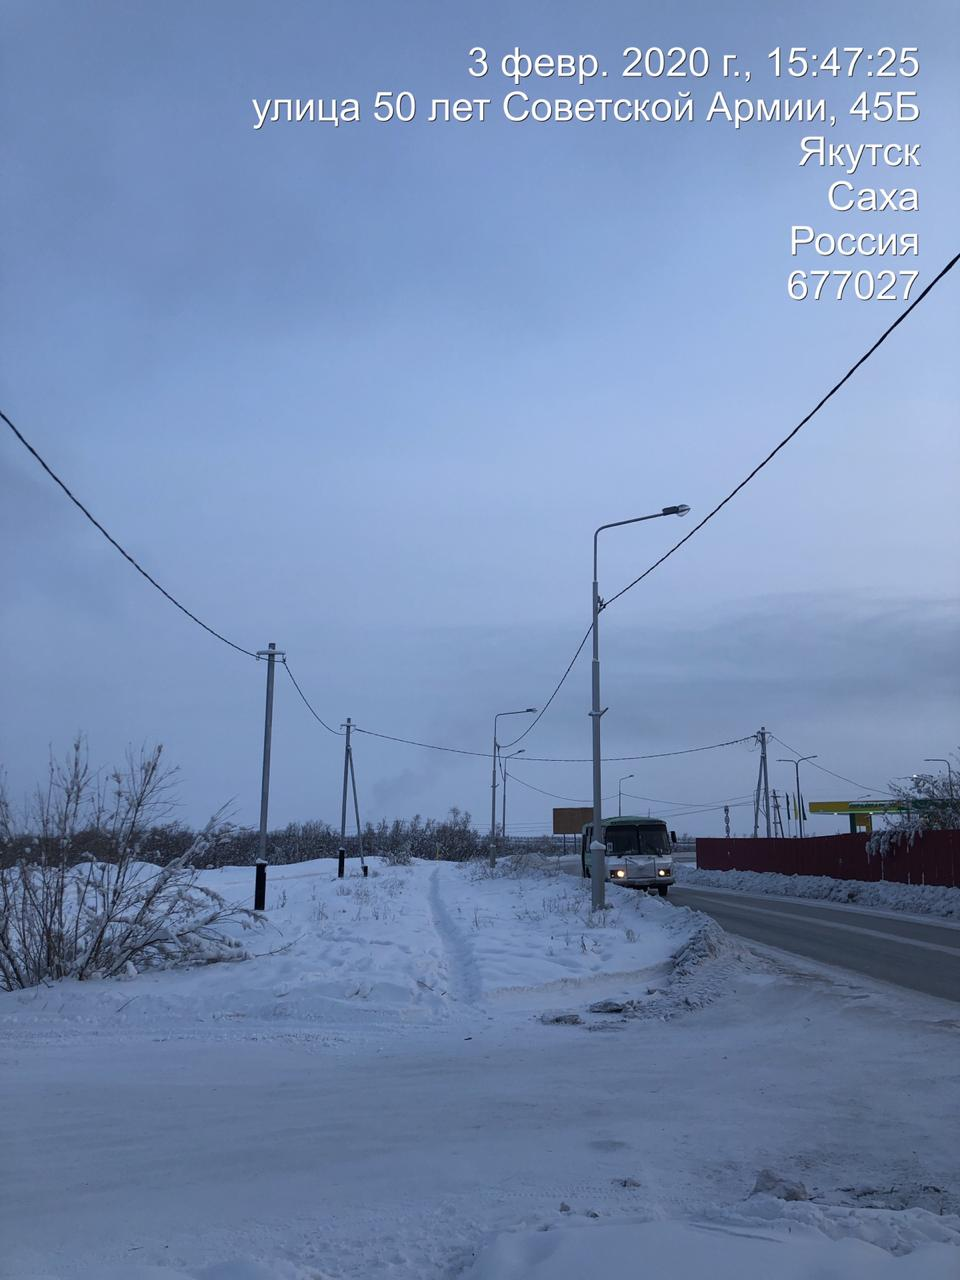 3 февр. 2020 г., 15:47:25
улица 50 лет Советской Армии, 45Б
Якутск
Саха
Россия
677027